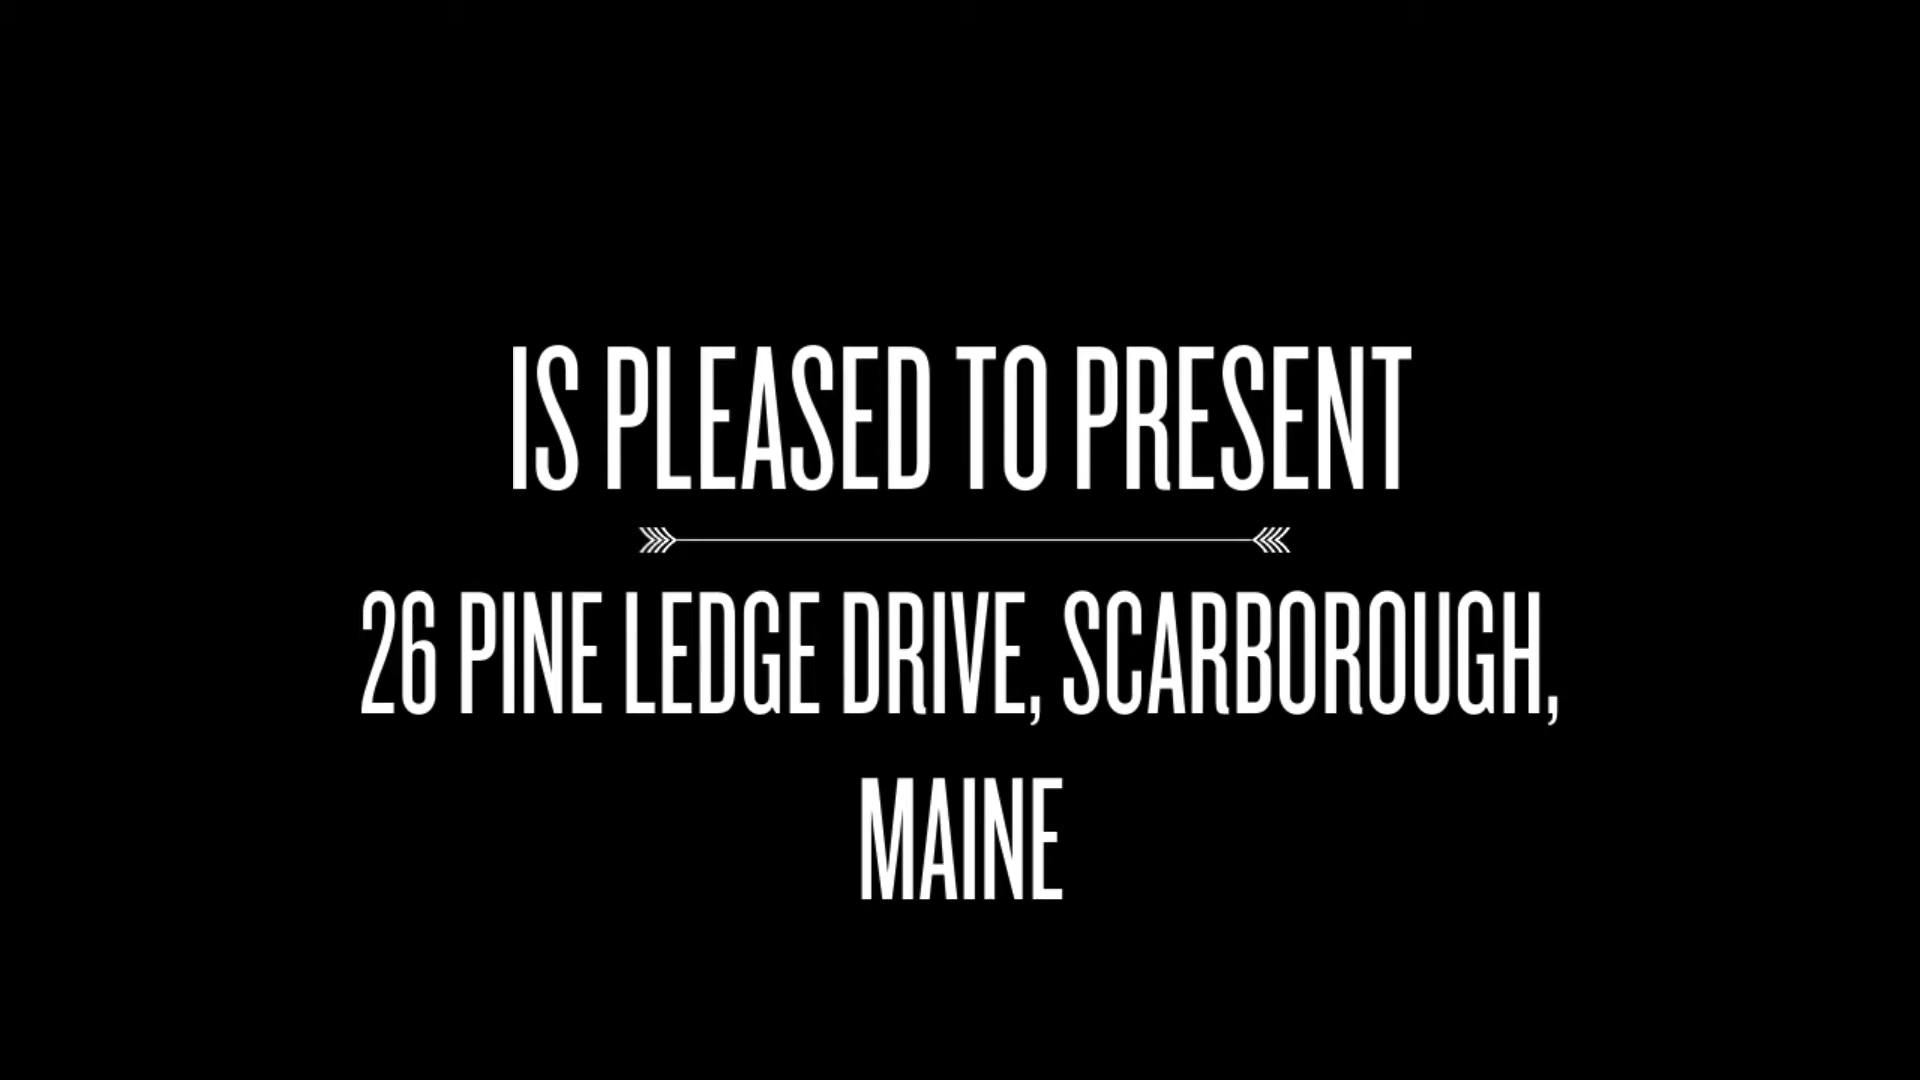 IS PLEASED TO PRESENT
26 PINE LEDGE DRIVE, SCARBOROUGH,
MAINE